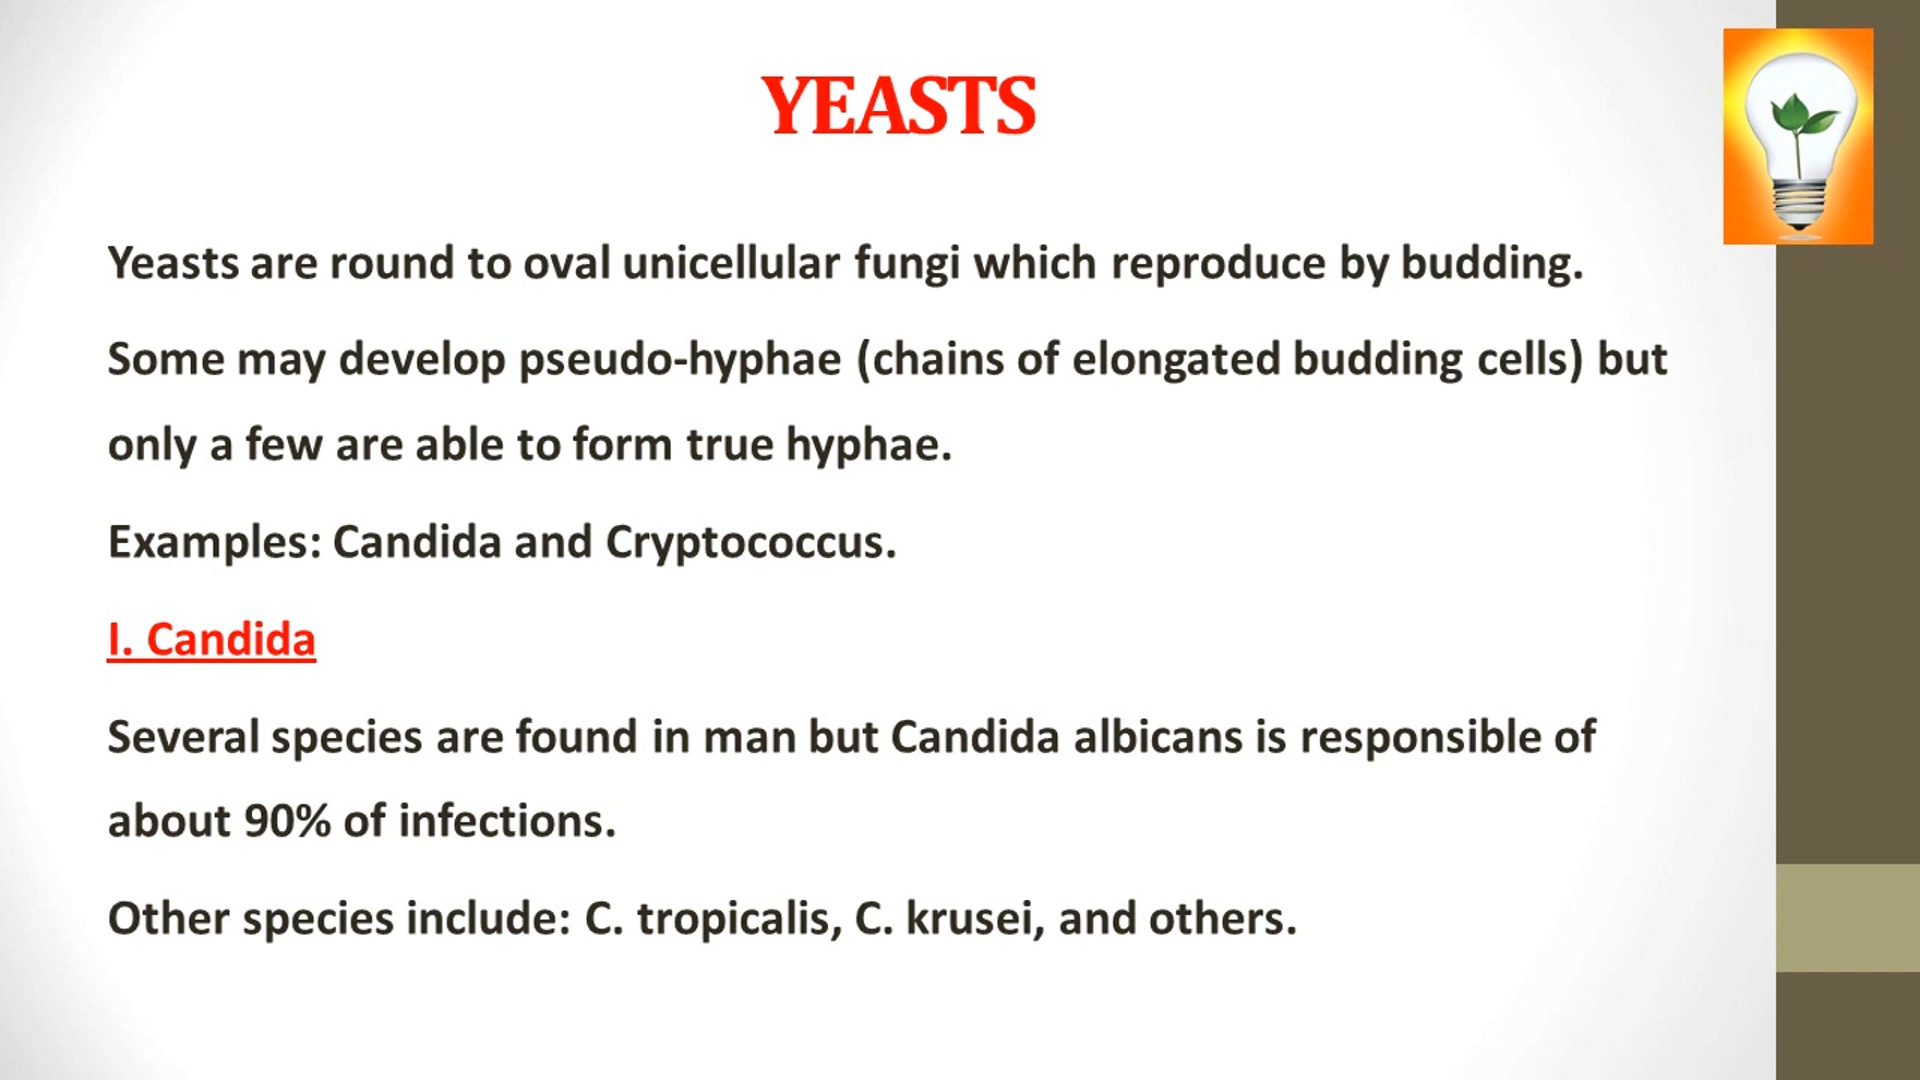 YEASTS
Yeasts are round to oval unicellular fungi which reproduce by budding.
Some may develop pseudo-hyphae (chains of elongated budding cells) but
only a few are able to form true hyphae.
Examples: Candida and Cryptococcus.
I. Candida
Several species are found in man but Candida albicans is responsible of
about 90% of infections.
Other species include: C. tropicalis, C. krusei, and others.